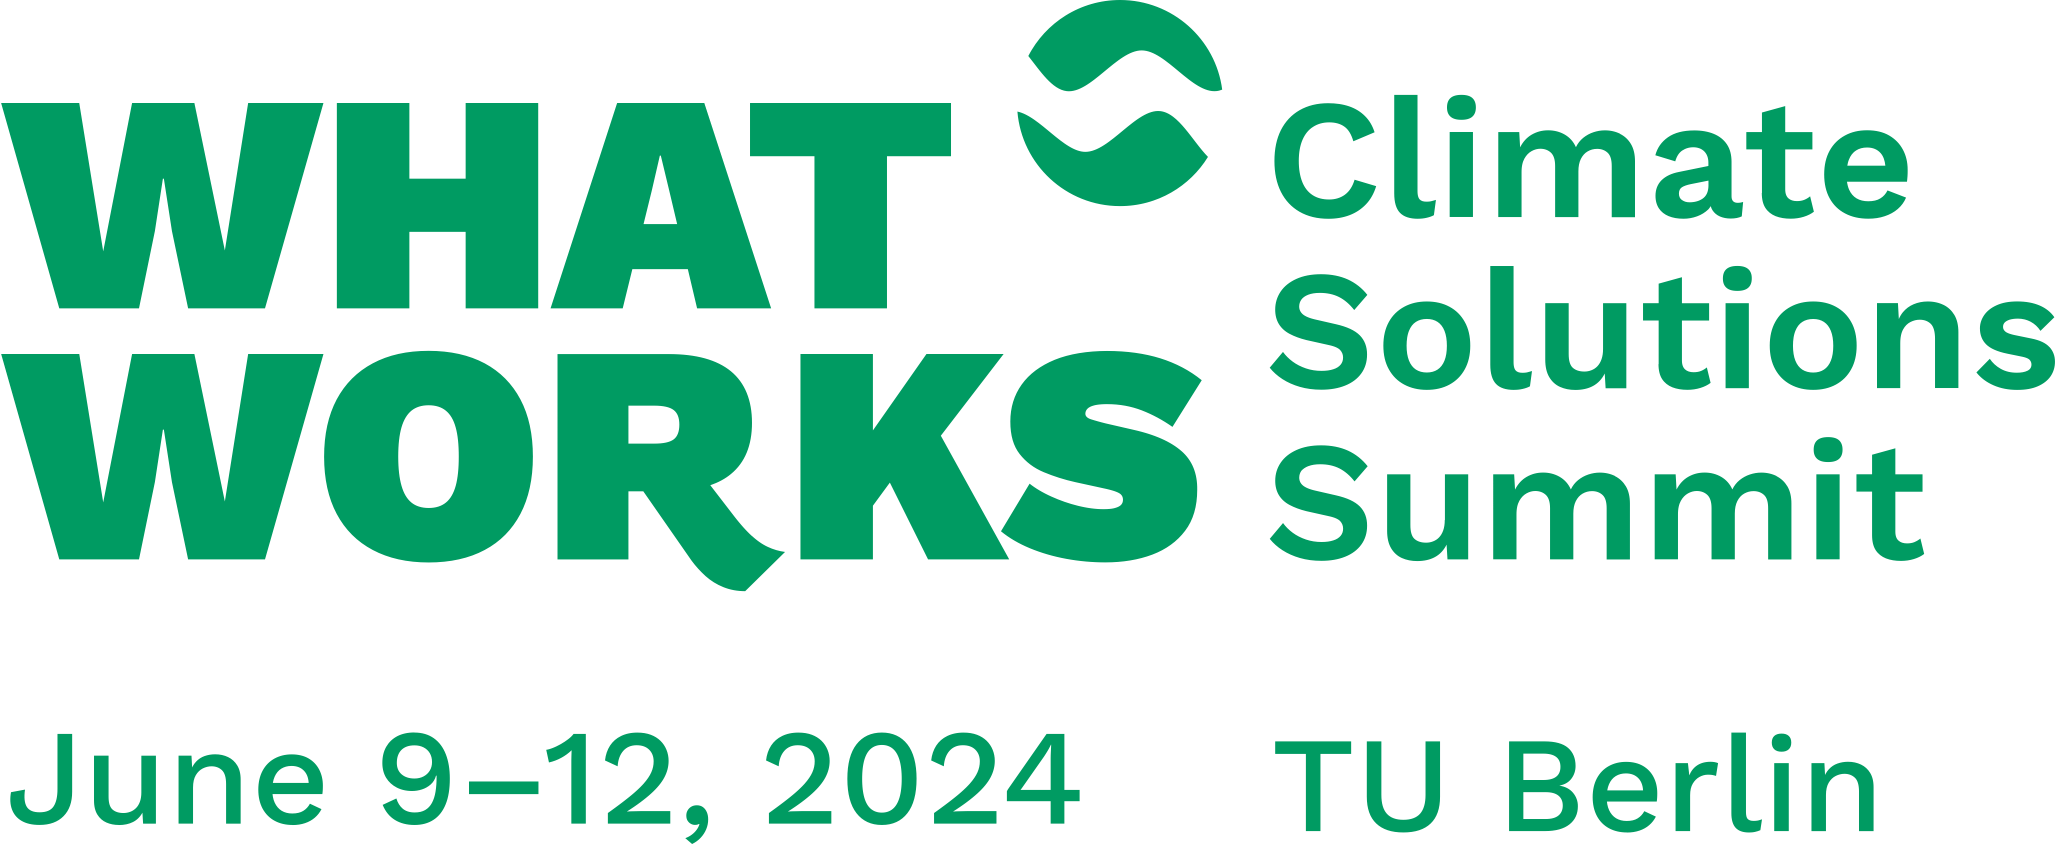 WHAT
WORKS
Climate
Solutions
Summit
June 9–12, 2024
TU Berlin